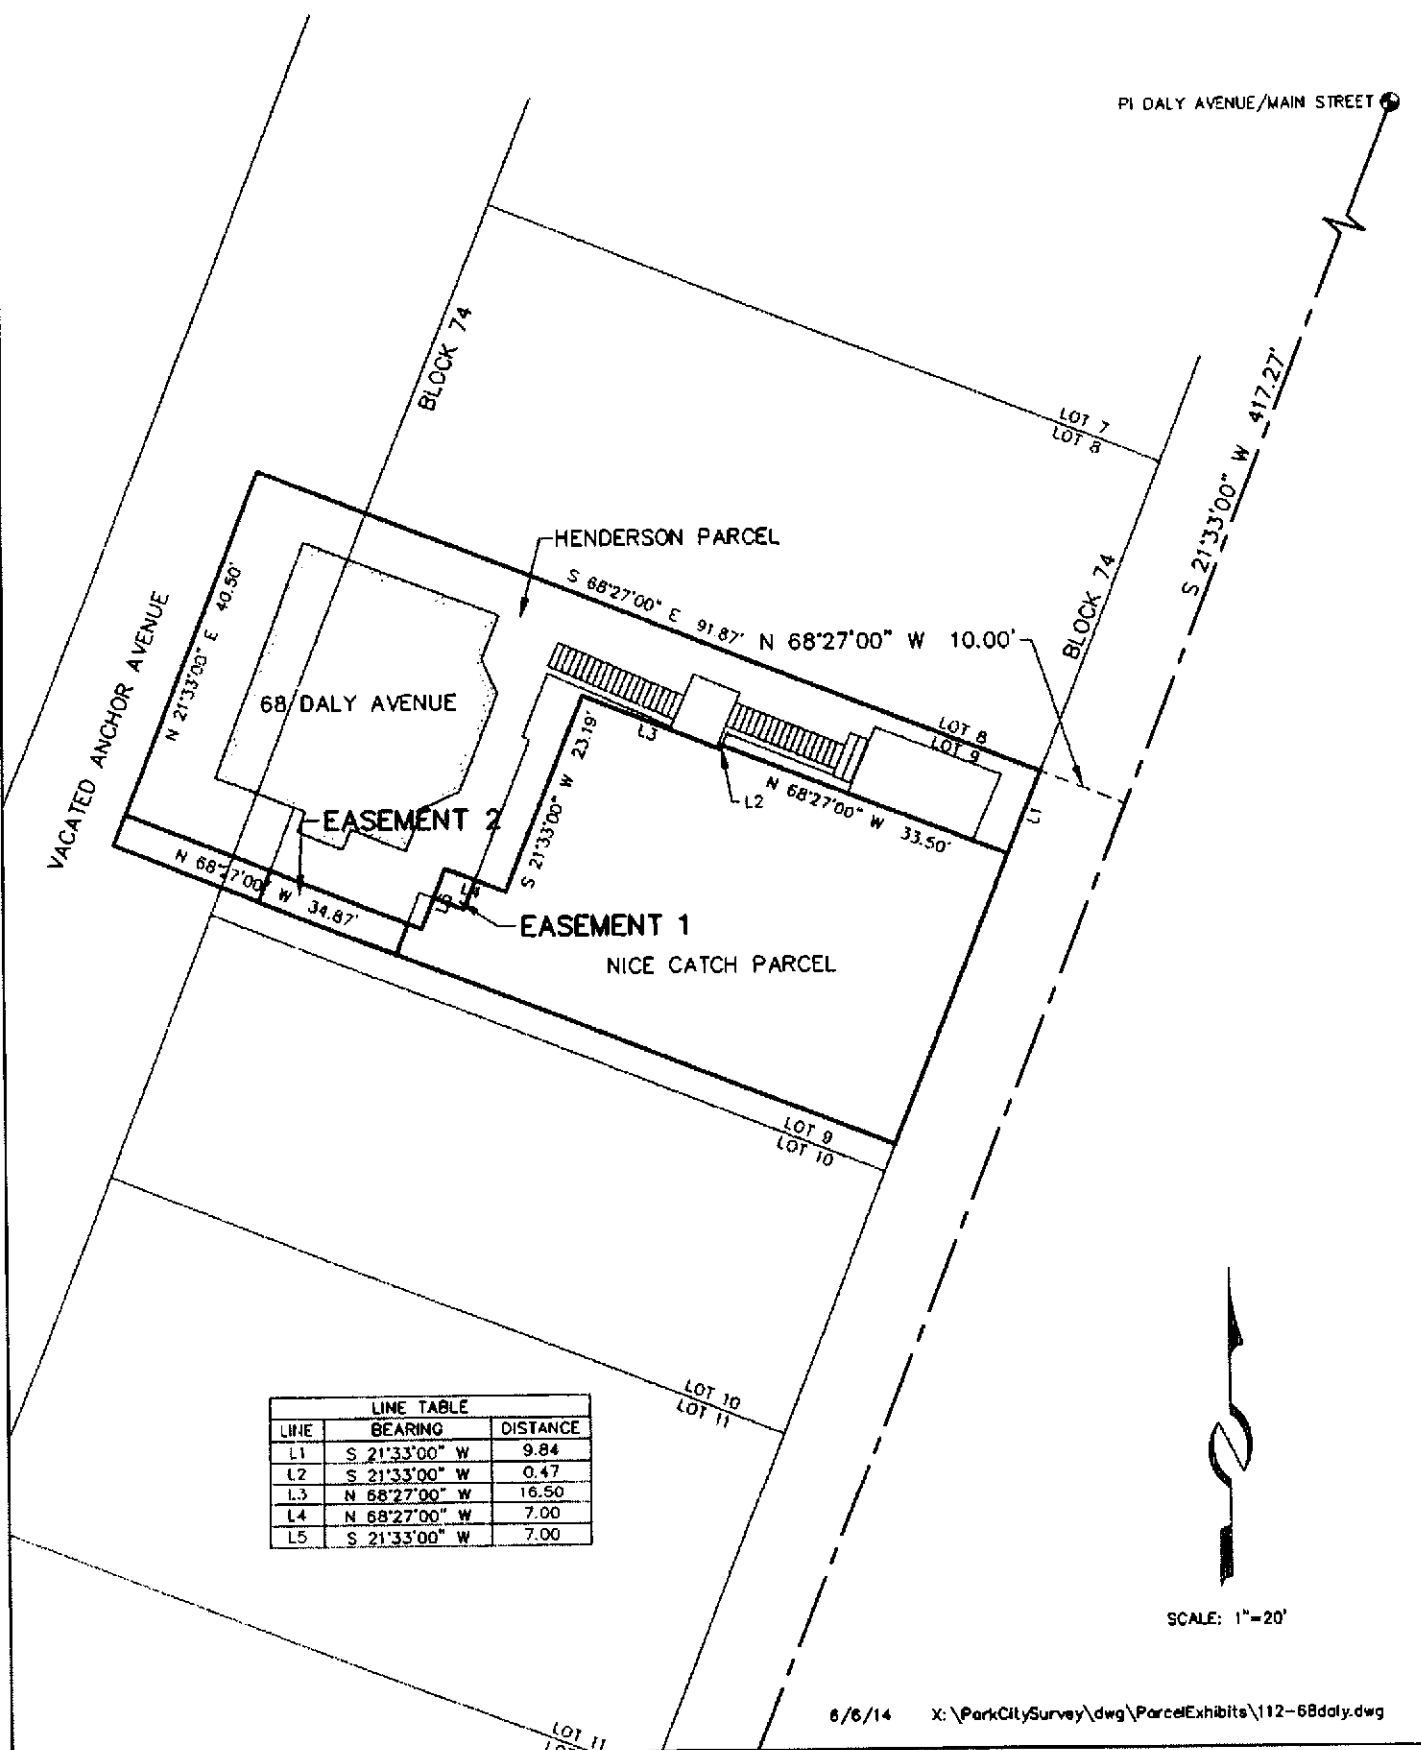 PI DALY AVENUE/MAIN STREET
BLOCK 74
LOT 7
LOT 8
S 21°33'00" W 417.27'
HENDERSON PARCEL
S 68°27'00" E 91.87'
N 68°27'00" W 10.00'
BLOCK 74
VACATED ANCHOR AVENUE
N 21°33'00" E 40.50'
68 DALY AVENUE
LOT 8
LOT 9
L3
L2
L1
S 21°33'00" W 23.19'
N 68°27'00" W 33.50'
EASEMENT 2
N 68°27'00" W 34.87'
L4
L5
EASEMENT 1
NICE CATCH PARCEL
LOT 9
LOT 10
LOT 10
LOT 11
LINE TABLE
LINE BEARING DISTANCE
L1 S 21°33'00" W 9.84
L2 S 21°33'00" W 0.47
L3 N 68°27'00" W 16.50
L4 N 68°27'00" W 7.00
L5 S 21°33'00" W 7.00
SCALE: 1"=20'
6/6/14 X:\ParkCitySurvey\dwg\ParcelExhibits\112-68daly.dwg
LOT 11